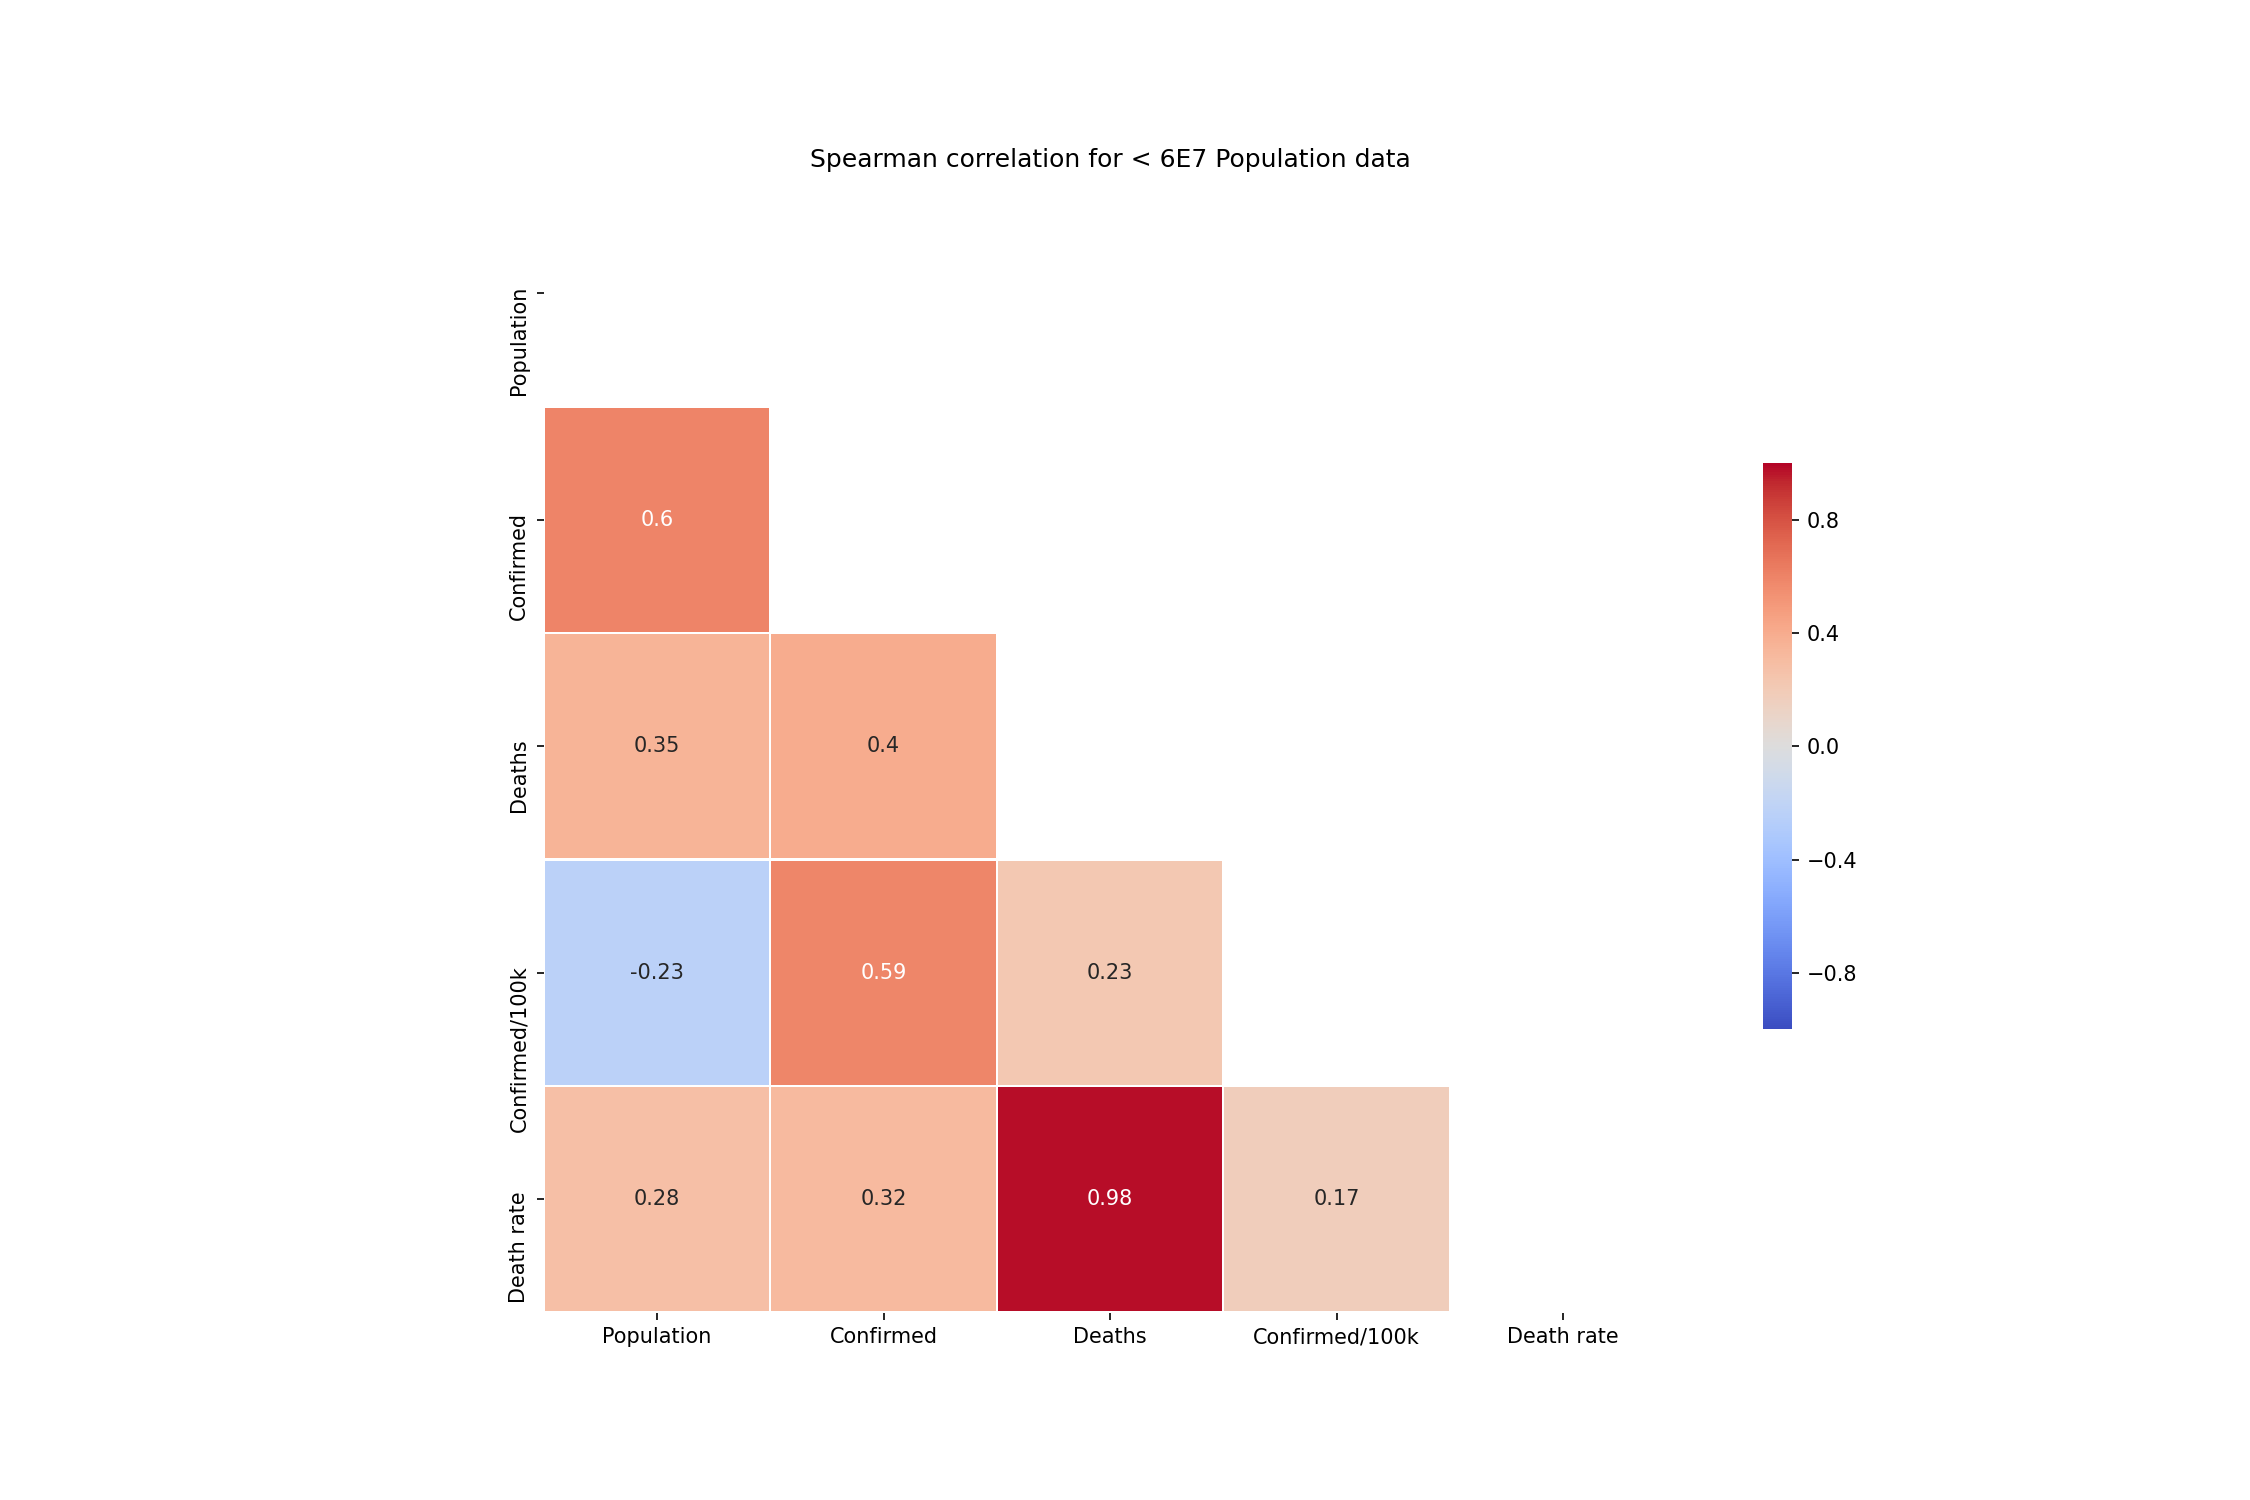 Spearman correlation for < 6E7 Population data
Population
Confirmed
0.6
0.8
Deaths
0.35
0.4
0.4
0.0
Confirmed/100k
-0.23
0.59
0.23
−0.4
−0.8
Death rate
0.28
0.32
0.98
0.17
Population
Confirmed
Deaths
Confirmed/100k
Death rate